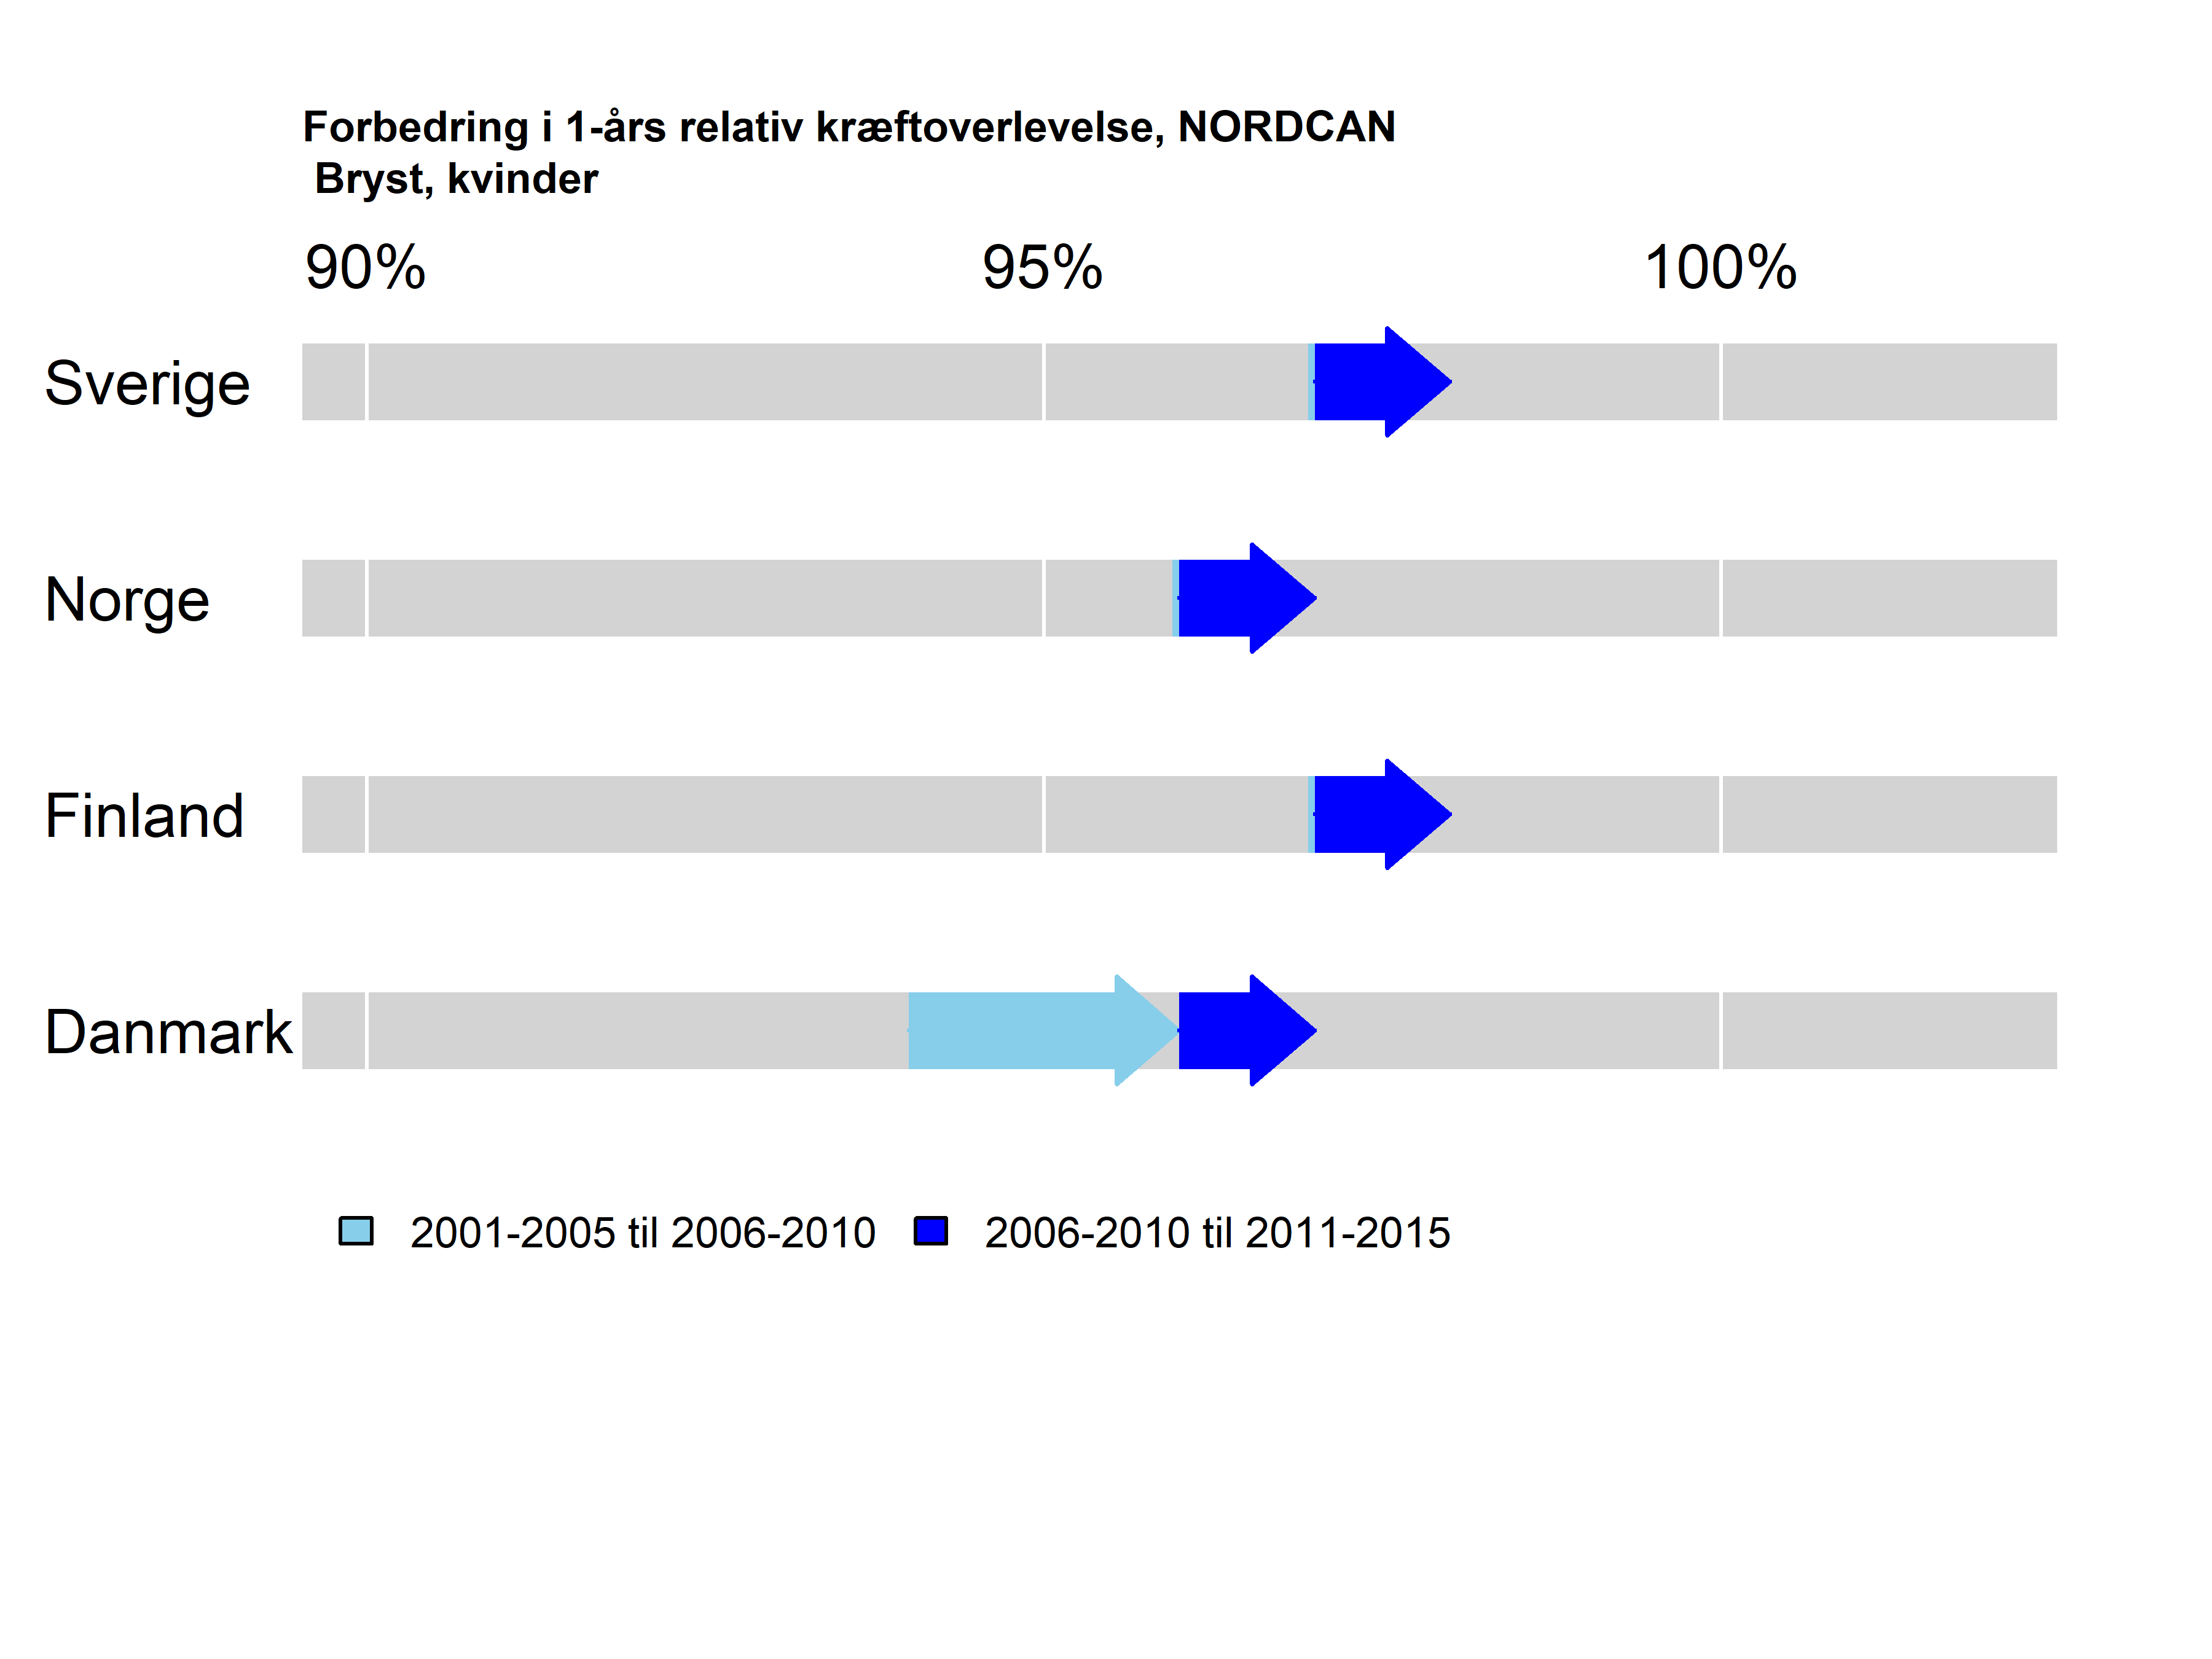 Forbedring i 1-års relativ kræftoverlevelse, NORDCAN
Bryst, kvinder
90% 95% 100%
Sverige
Norge
Finland
Danmark
2001-2005 til 2006-2010 2006-2010 til 2011-2015